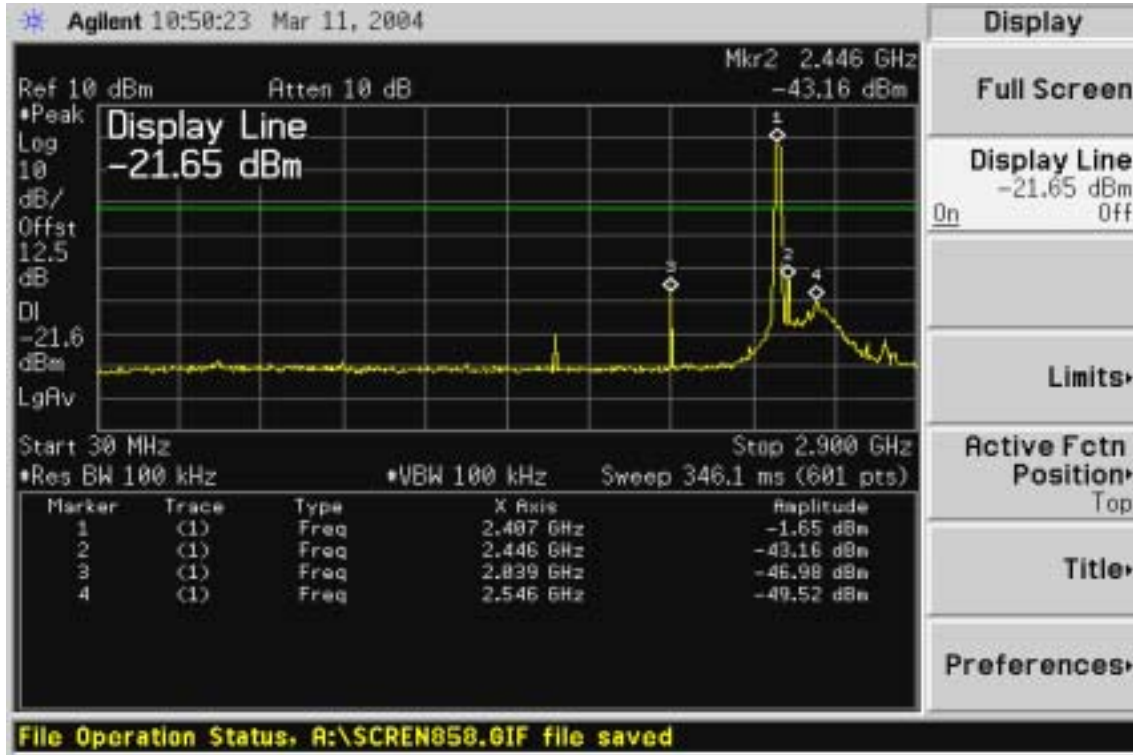 Agilent 10:50:23 Mar 11, 2004
Mkr2 2.446 GHz
Ref 10 dBm Atten 10 dB -43.16 dBm
#Peak
Log
10
dB/
Offst
12.5
dB
DI
-21.6
dBm
LgAv
Display Line
-21.65 dBm
1
2
3
4
Start 30 MHz Stop 2.900 GHz
#Res BW 100 kHz #VBW 100 kHz Sweep 346.1 ms (601 pts)
Marker Trace Type X Axis Amplitude
1 (1) Freq 2.407 GHz -1.65 dBm
2 (1) Freq 2.446 GHz -43.16 dBm
3 (1) Freq 2.039 GHz -46.98 dBm
4 (1) Freq 2.546 GHz -49.52 dBm
File Operation Status, A:\SCREN858.GIF file saved
Display
Full Screen
Display Line
-21.65 dBm
On Off
Limits
Active Fctn
Position
Top
Title
Preferences